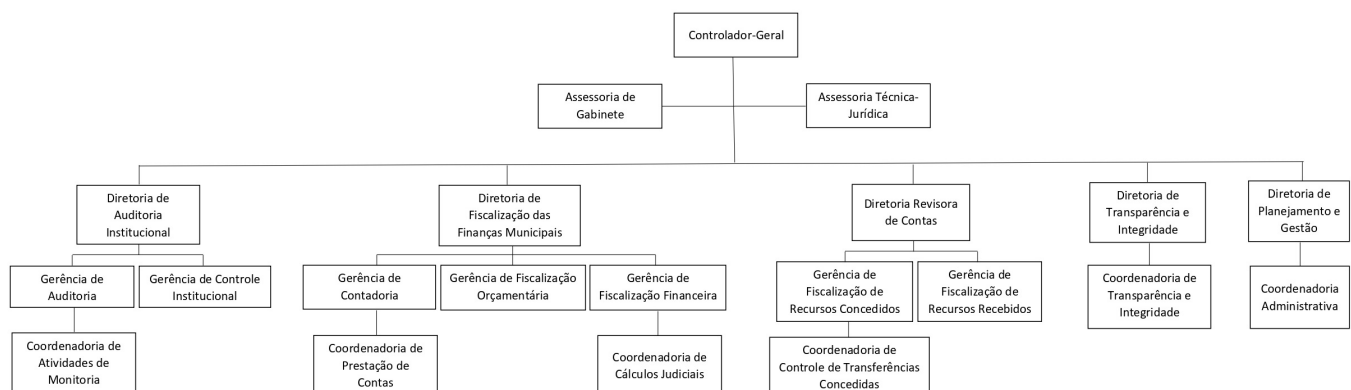 Controlador-Geral
Assessoria de
Gabinete
Assessoria Técnica-
Jurídica
Diretoria de
Auditoria
Institucional
Diretoria de
Fiscalização das
Finanças Municipais
Diretoria Revisora
de Contas
Diretoria de
Transparência e
Integridade
Diretoria de
Planejamento e
Gestão
Gerência de
Auditoria
Gerência de Controle
Institucional
Gerência de
Contadoria
Gerência de Fiscalização
Orçamentária
Gerência de
Fiscalização Financeira
Gerência de
Fiscalização de
Recursos Concedidos
Gerência de
Fiscalização de
Recursos Recebidos
Coordenadoria de
Transparência e
Integridade
Coordenadoria
Administrativa
Coordenadoria de
Atividades de
Monitoria
Coordenadoria de
Prestação de
Contas
Coordenadoria de
Cálculos Judiciais
Coordenadoria de
Controle de Transferências
Concedidas